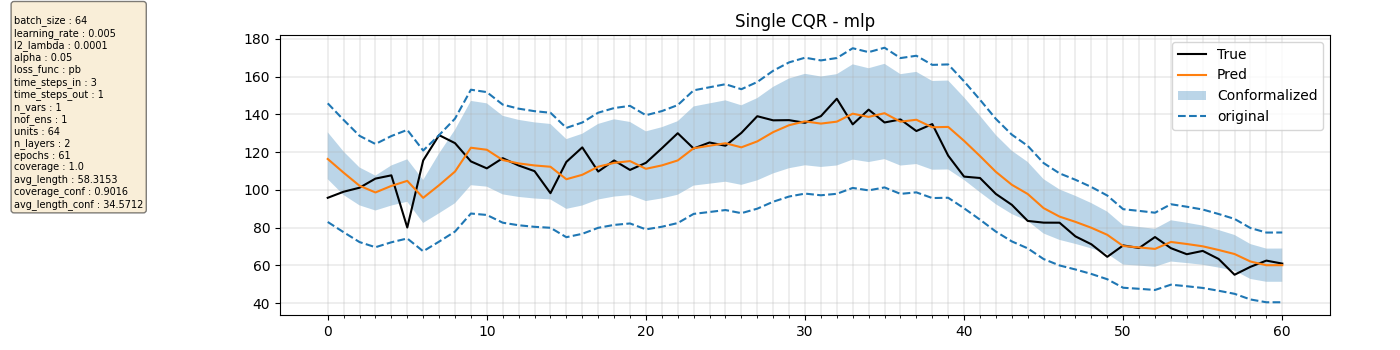 batch_size : 64
learning_rate : 0.005
l2_lambda : 0.0001
alpha : 0.05
loss_func : pb
time_steps_in : 3
time_steps_out : 1
n_vars : 1
nof_ens : 1
units : 64
n_layers : 2
epochs : 61
coverage : 1.0
avg_length : 58.3153
coverage_conf : 0.9016
avg_length_conf : 34.5712
Single CQR - mlp
180
160
140
120
100
80
60
40
True
Pred
Conformalized
original
0 10 20 30 40 50 60